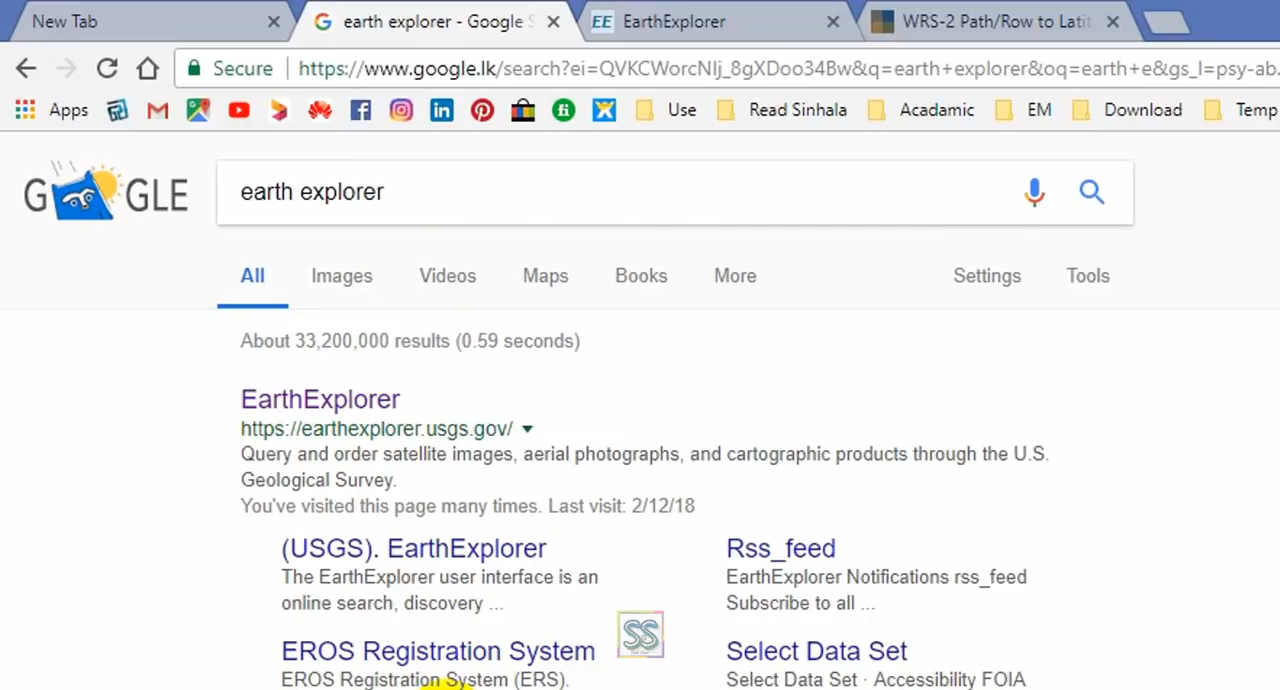 New Tab
earth explorer - Google S
EE EarthExplorer
WRS-2 Path/Row to Latit
Secure https://www.google.lk/search?ei=QVKCWorcNIj_8gXDoo34Bw&q=earth+explorer&oq=earth+e&gs_l=psy-ab.
Apps Use Read Sinhala Acadamic EM Download Temp
G GLE
earth explorer
All Images Videos Maps Books More Settings Tools
About 33,200,000 results (0.59 seconds)
EarthExplorer
https://earthexplorer.usgs.gov/
Query and order satellite images, aerial photographs, and cartographic products through the U.S.
Geological Survey.
You've visited this page many times. Last visit: 2/12/18
(USGS). EarthExplorer
The EarthExplorer user interface is an
online search, discovery ...
Rss_feed
EarthExplorer Notifications rss_feed
Subscribe to all ...
EROS Registration System
EROS Registration System (ERS).
SS
Select Data Set
Select Data Set · Accessibility FOIA